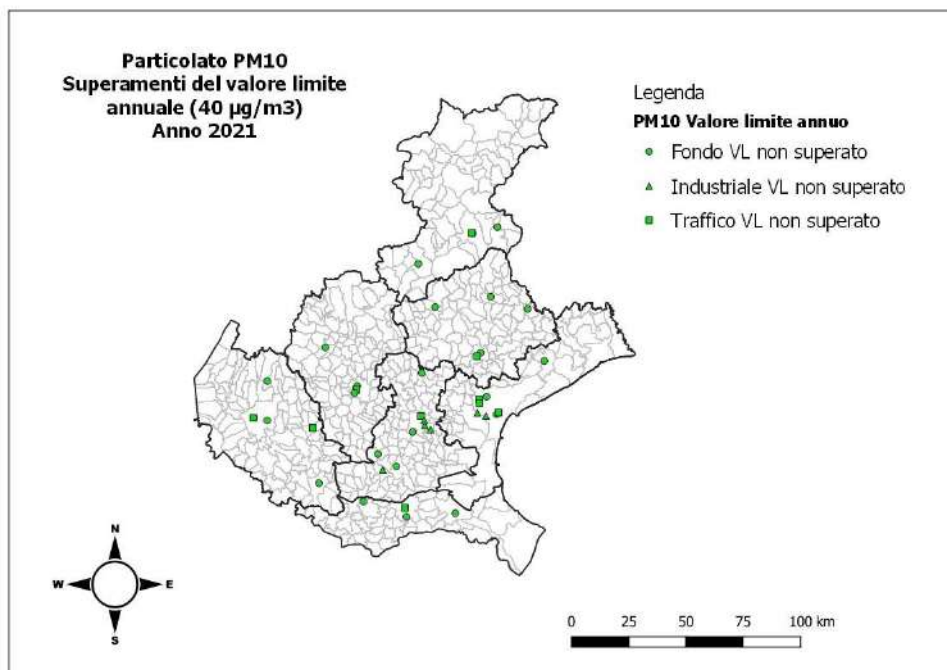 Particolato PM10
Superamenti del valore limite
annuale (40 µg/m3)
Anno 2021
Legenda
PM10 Valore limite annuo
Fondo VL non superato
Industriale VL non superato
Traffico VL non superato
N
W E
S
0 25 50 75 100 km